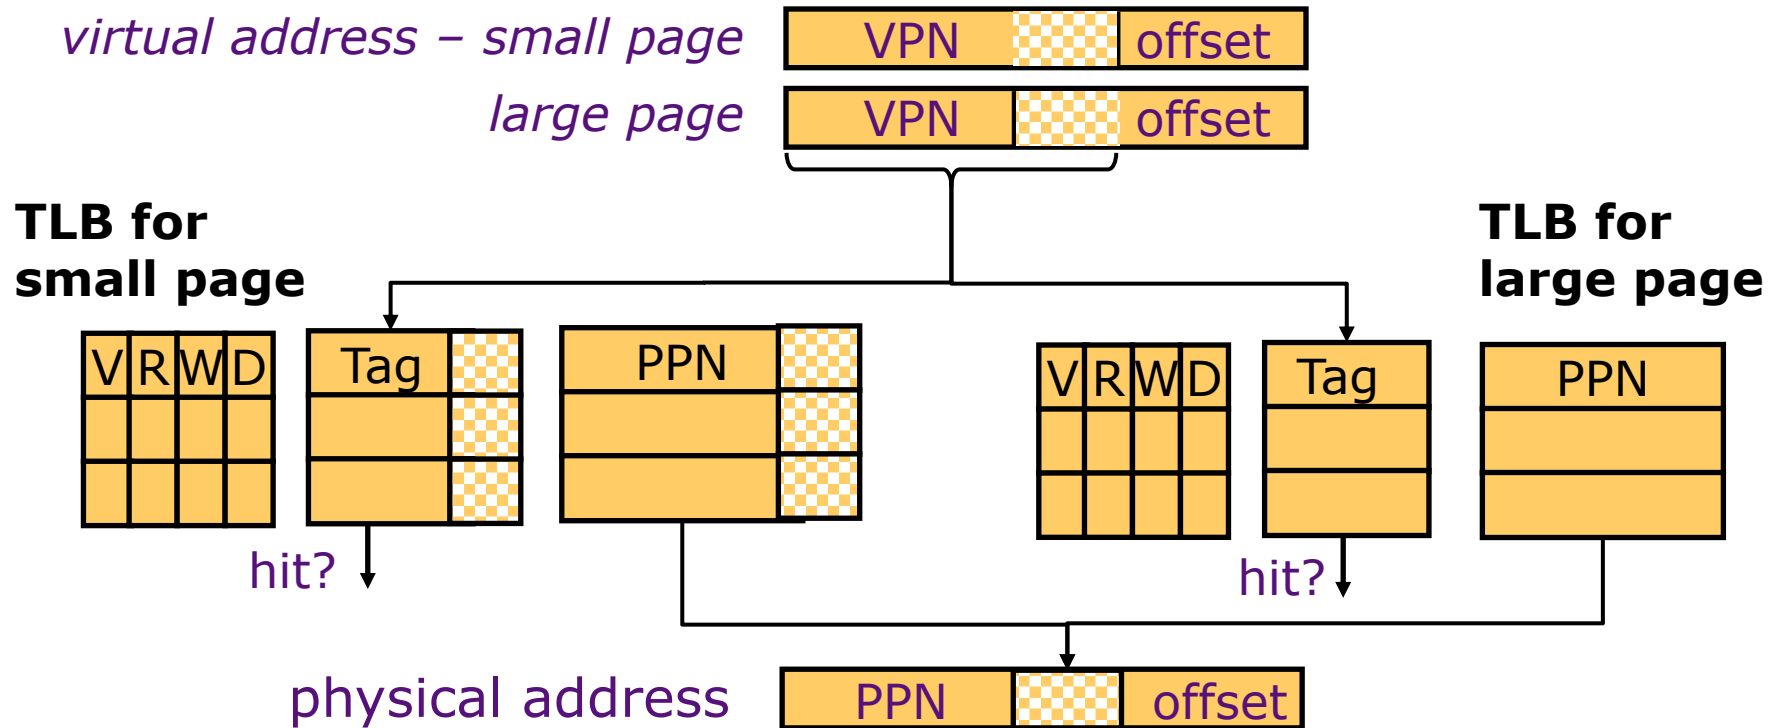 virtual address – small page
VPN offset
large page
VPN offset
TLB for
small page
TLB for
large page
V R W D
Tag
PPN
V R W D
Tag
PPN
hit?
hit?
physical address
PPN offset